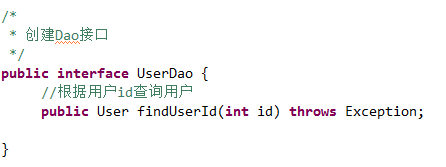 /*
 * 创建Dao接口
 */
public interface UserDao {
    //根据用户id查询用户
    public User findUserId(int id) throws Exception;
}